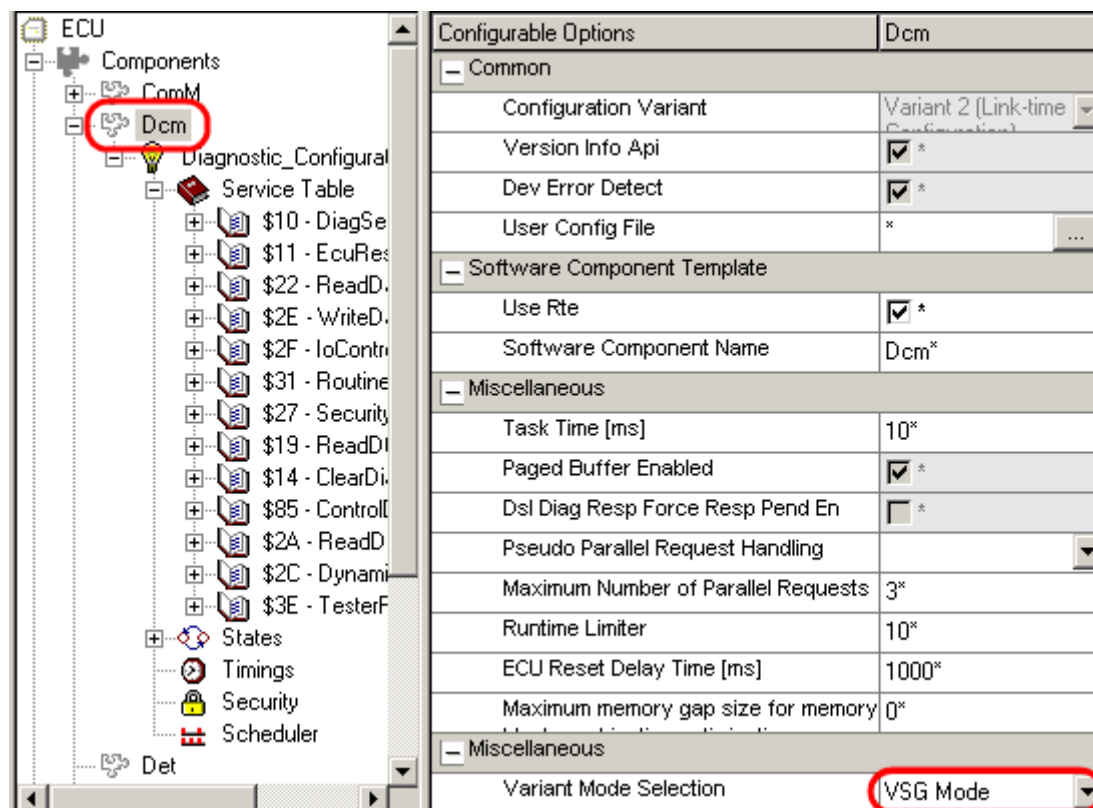 ECU
Components
ComM
Dcm
Diagnostic_Configurat
Service Table
$10 - DiagSe
$11 - EcuRes
$22 - ReadD
$2E - WriteD
$2F - IoContr
$31 - Routine
$27 - Security
$19 - ReadD
$14 - ClearDi
$85 - Control
$2A - ReadD
$2C - Dynami
$3E - Tester
States
Timings
Security
Scheduler
Det
Configurable Options Dcm
Common
Configuration Variant Variant 2 (Link-time
Version Info Api *
Dev Error Detect *
User Config File * ...
Software Component Template
Use Rte *
Software Component Name Dcm*
Miscellaneous
Task Time [ms] 10*
Paged Buffer Enabled *
Dsl Diag Resp Force Resp Pend En *
Pseudo Parallel Request Handling
Maximum Number of Parallel Requests 3*
Runtime Limiter 10*
ECU Reset Delay Time [ms] 1000*
Maximum memory gap size for memory 0*
Miscellaneous
Variant Mode Selection VSG Mode